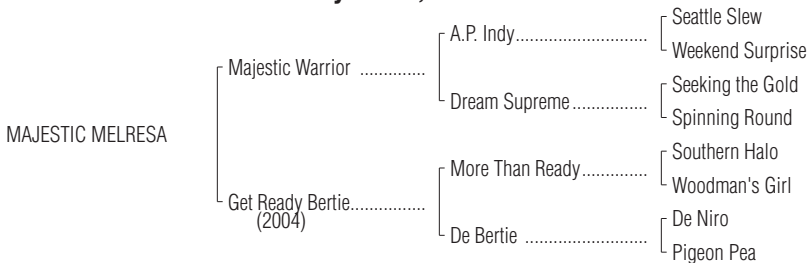 Seattle Slew
A.P. Indy..............................
Weekend Surprise
Majestic Warrior ..............
Seeking the Gold
Dream Supreme.................
Spinning Round
MAJESTIC MELRESA
Southern Halo
More Than Ready...............
Woodman's Girl
Get Ready Bertie................
(2004)
De Niro
De Bertie ...........................
Pigeon Pea